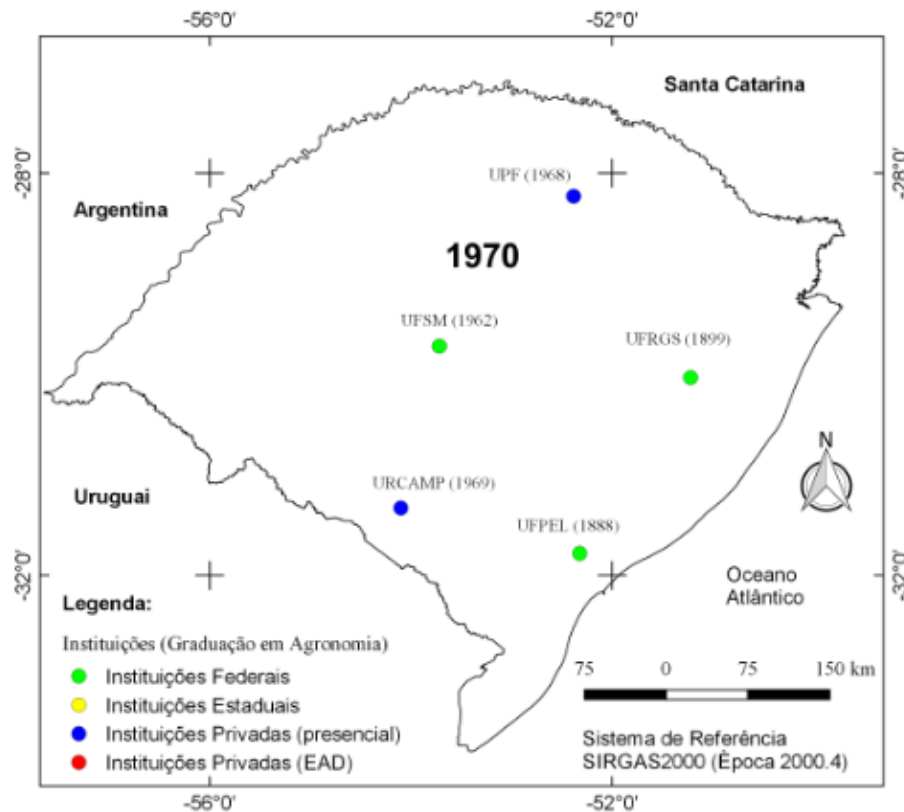 -56°0'
-52°0'
Santa Catarina
-28°0'
-28°0'
UPF (1968)
Argentina
1970
UFSM (1962)
UFRGS (1899)
N
URCAMP (1969)
Uruguai
UFPEL (1888)
-32°0'
-32°0'
Oceano
Atlântico
Legenda:
Instituições (Graduação em Agronomia)
Instituições Federais
Instituições Estaduais
Instituições Privadas (presencial)
Instituições Privadas (EAD)
75 0 75 150 km
Sistema de Referência
SIRGAS2000 (Época 2000.4)
-56°0'
-52°0'